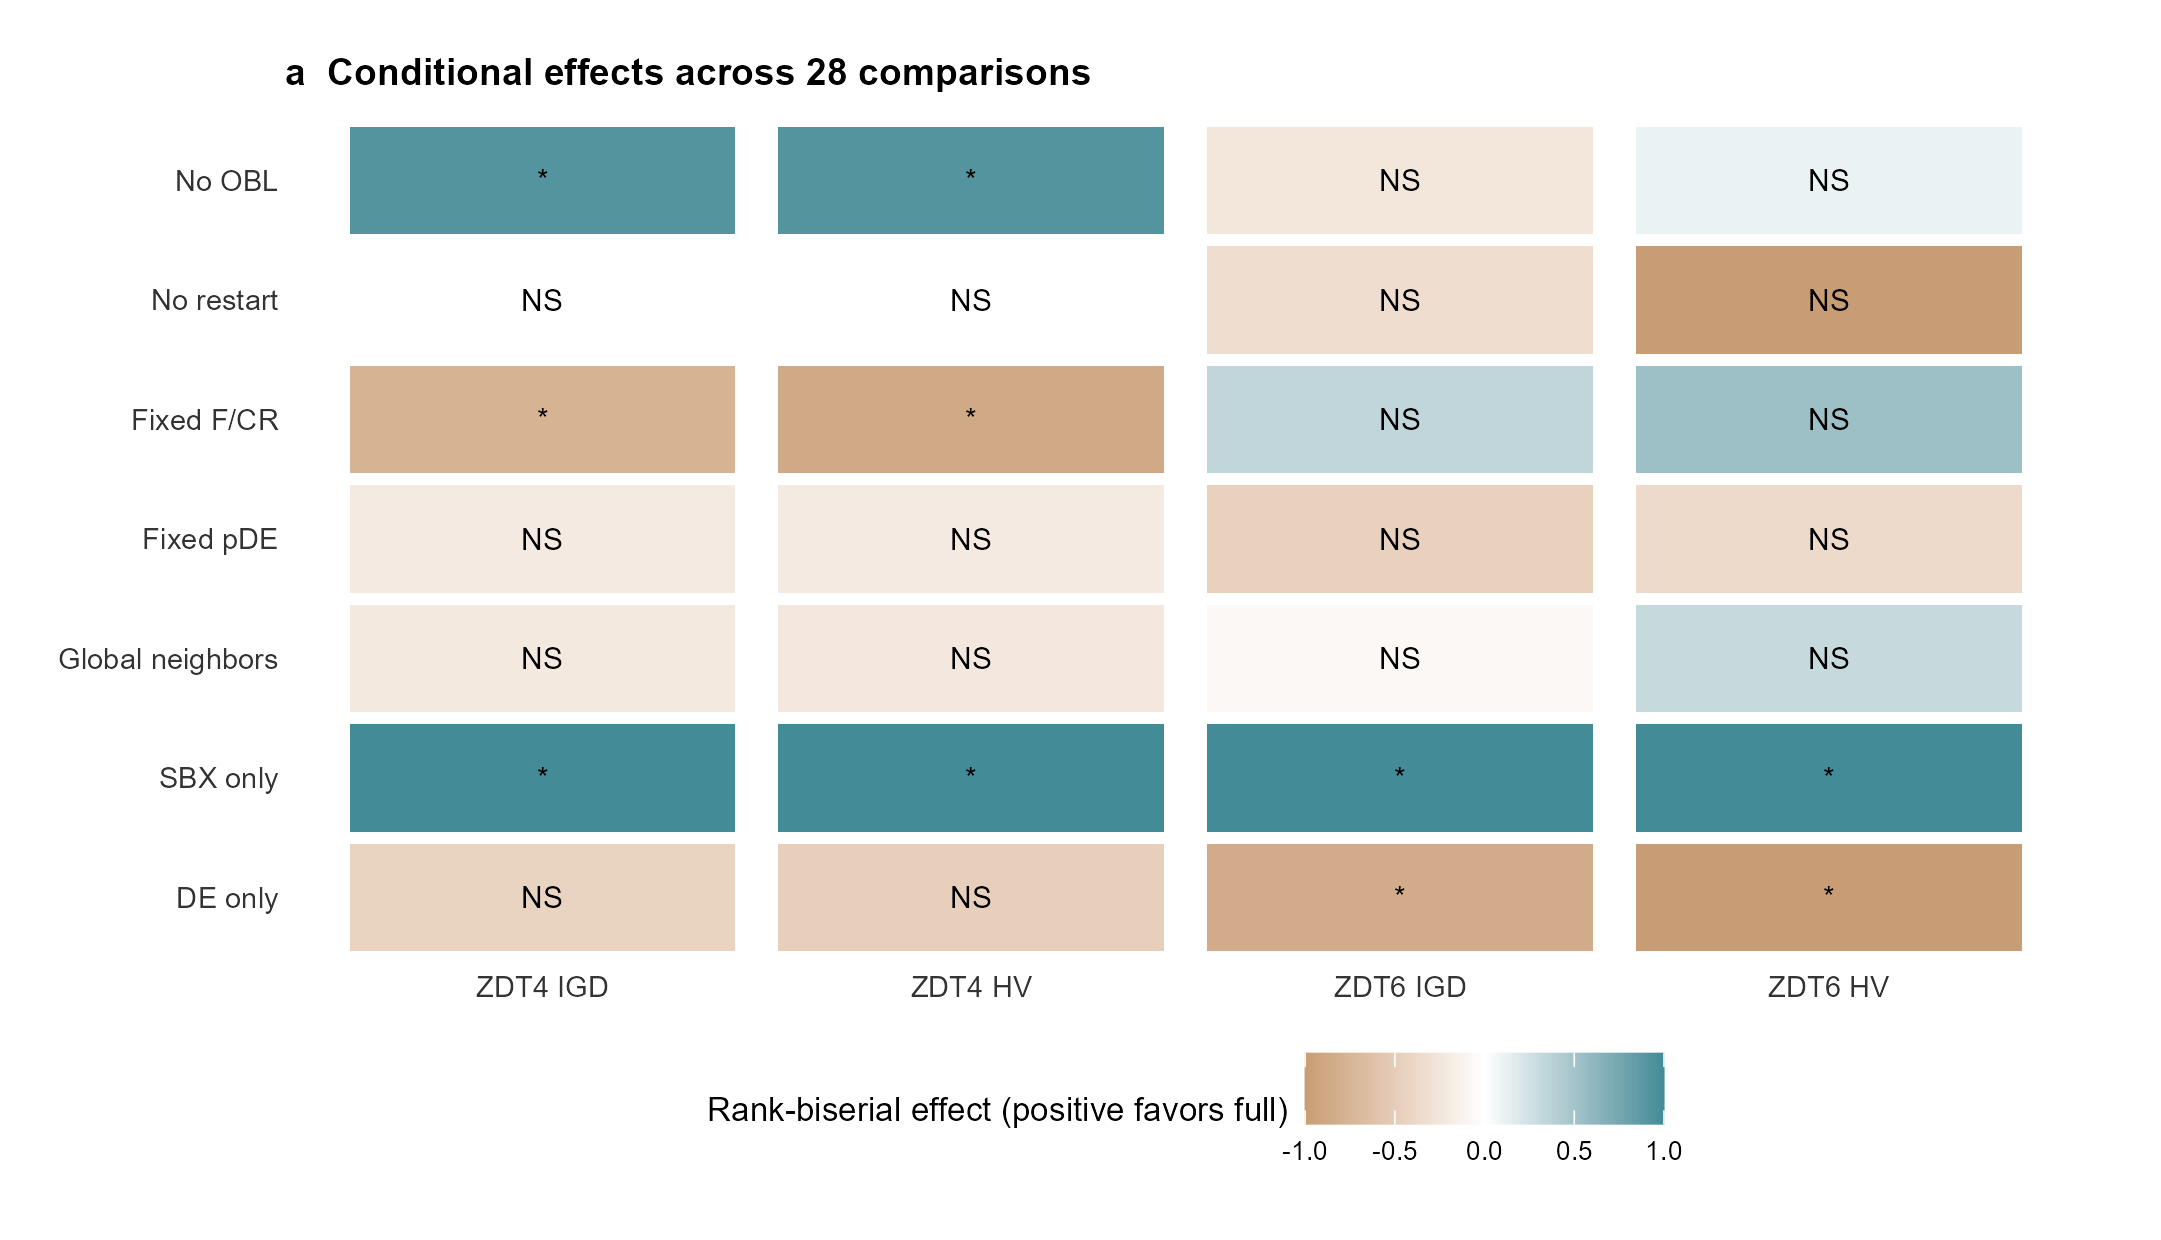 a Conditional effects across 28 comparisons
No OBL * * NS NS
No restart NS NS NS NS
Fixed F/CR * * NS NS
Fixed pDE NS NS NS NS
Global neighbors NS NS NS NS
SBX only * * * *
DE only NS NS * *
ZDT4 IGD ZDT4 HV ZDT6 IGD ZDT6 HV
Rank-biserial effect (positive favors full)
-1.0 -0.5 0.0 0.5 1.0